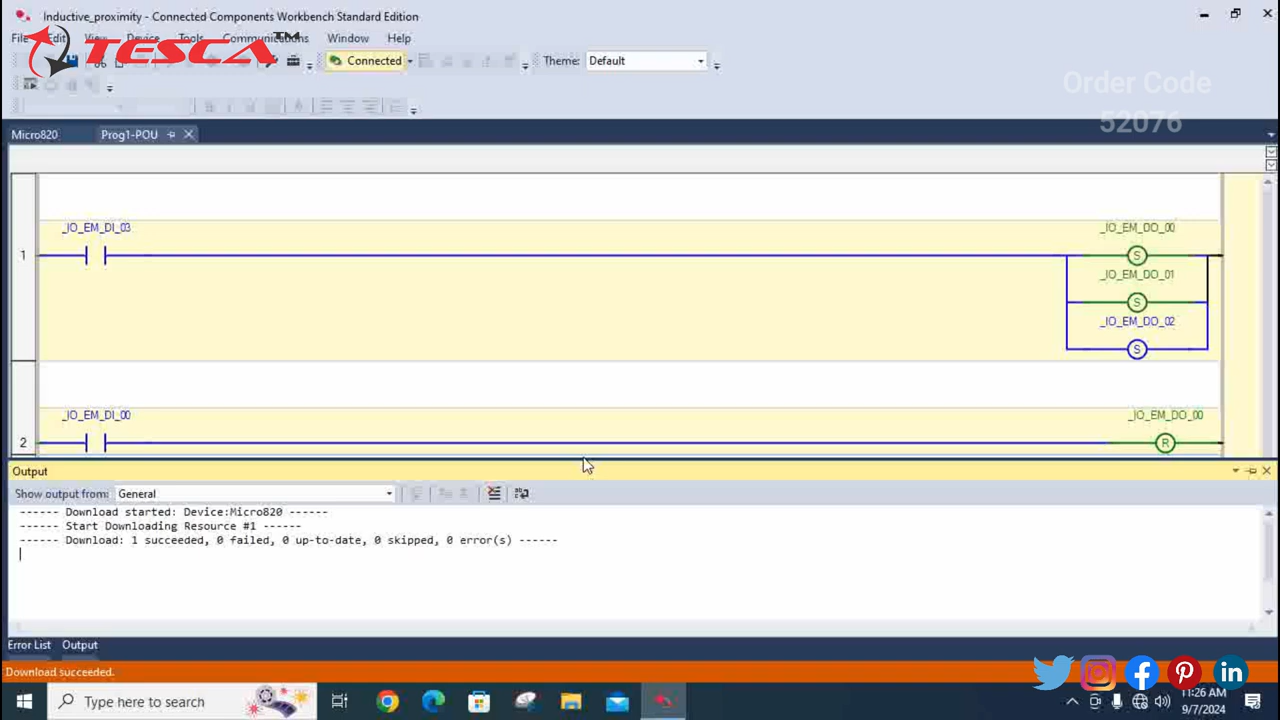 Inductive_proximity - Connected Components Workbench Standard Edition
File Edit View Device Tools Communications Window Help
TESCA™
Connected
Theme: Default
Order Code
52076
Micro820 Prog1-POU
_IO_EM_DI_03 _IO_EM_DO_00
1 S
_IO_EM_DO_01
S
_IO_EM_DO_02
S
_IO_EM_DI_00 _IO_EM_DO_00
2 R
Output
Show output from: General
------ Download started: Device:Micro820 ------
------ Start Downloading Resource #1 ------
------ Download: 1 succeeded, 0 failed, 0 up-to-date, 0 skipped, 0 error(s) ------
Error List Output
Download succeeded.
Type here to search
11:26 AM
9/7/2024